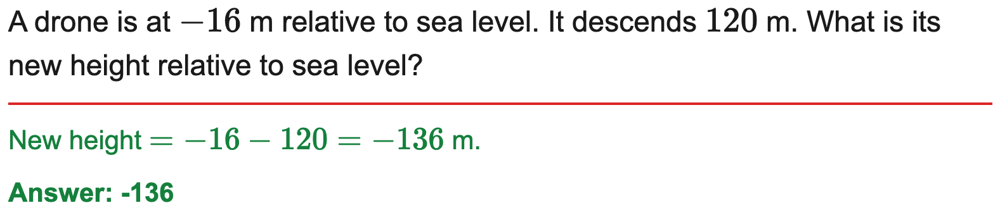 A drone is at −16 m relative to sea level. It descends 120 m. What is its
new height relative to sea level?
New height = −16 − 120 = −136 m.
Answer: -136